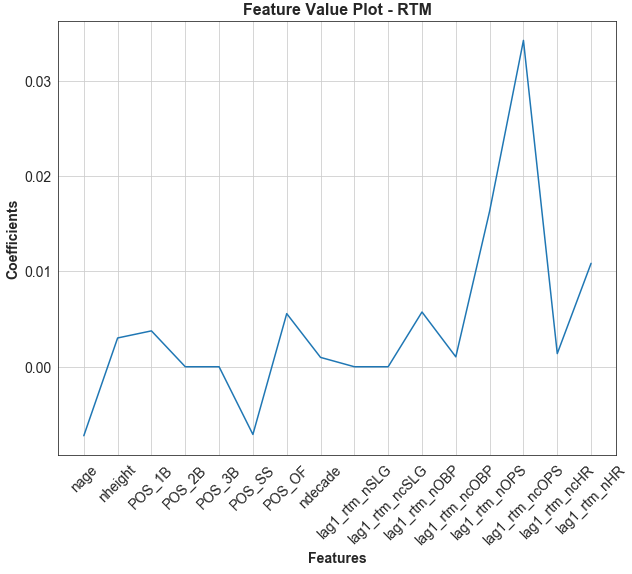 Feature Value Plot - RTM
Coefficients
0.03
0.02
0.01
0.00
nage
nheight
POS_1B
POS_2B
POS_3B
POS_SS
POS_OF
ndecade
lag1_rtm_nSLG
lag1_rtm_ncSLG
lag1_rtm_nOBP
lag1_rtm_ncOBP
lag1_rtm_nOPS
lag1_rtm_ncOPS
lag1_rtm_ncHR
lag1_rtm_nHR
Features